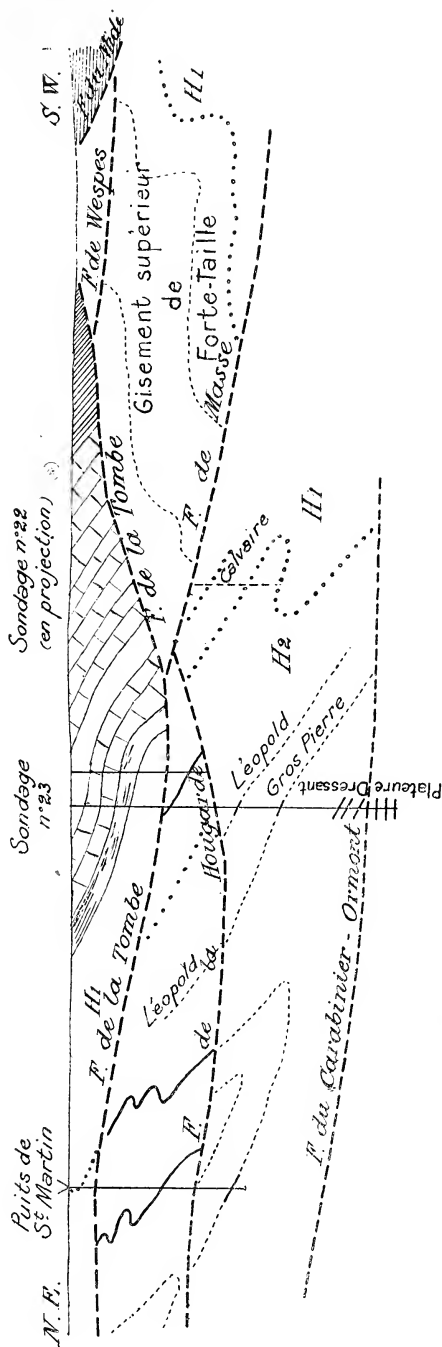 N.E.
Puits de
St Martin
Sondage
n°23
Sondage n°22
(en projection)
S.W.
F. du Midi
F de Wespes
F. de la Tombe
H1
F. de la Tombe
Gisement supérieur
de
Forte-Taille
H1
F. de Masse
Calvaire
H1
H2
Léopold
Gros Pierre
Léopold
F. de la Hougarde
Plateure Dressant.
F. du Carabinier - Ormont